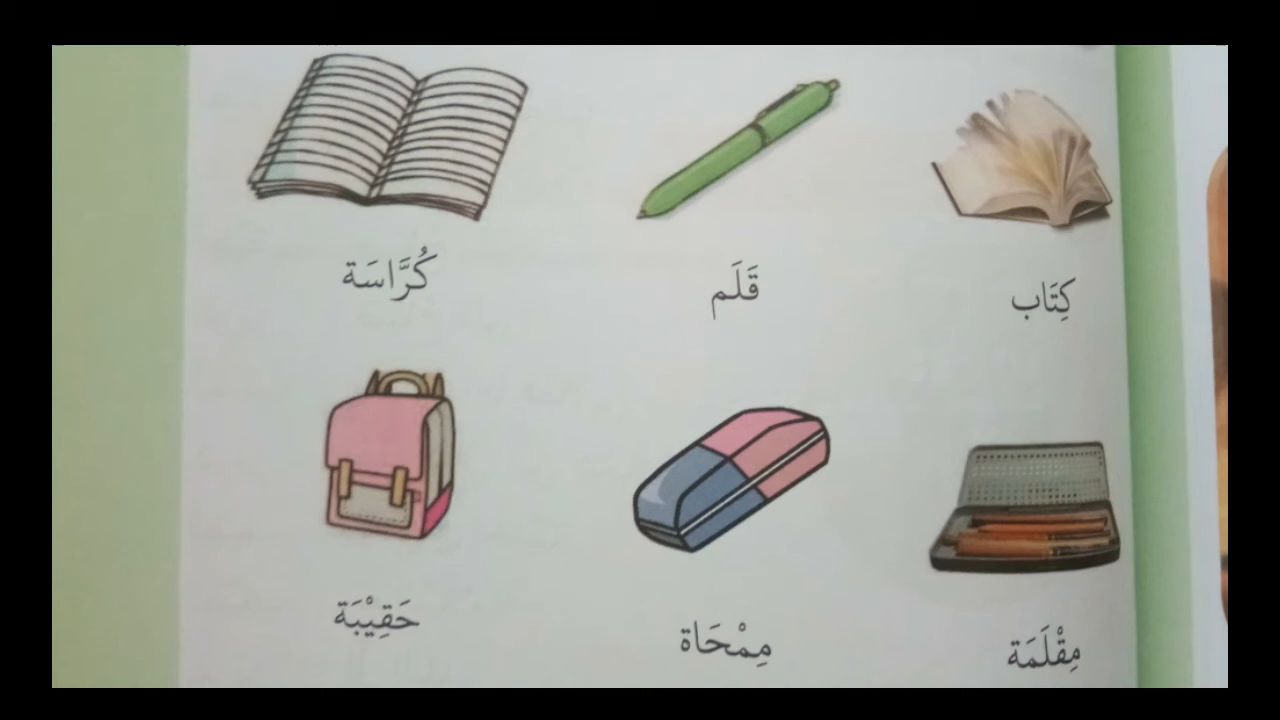 كِتَاب
قَلَم
كُرَّاسَة
مِقْلَمَة
مِمْحَاة
حَقِيْبَة